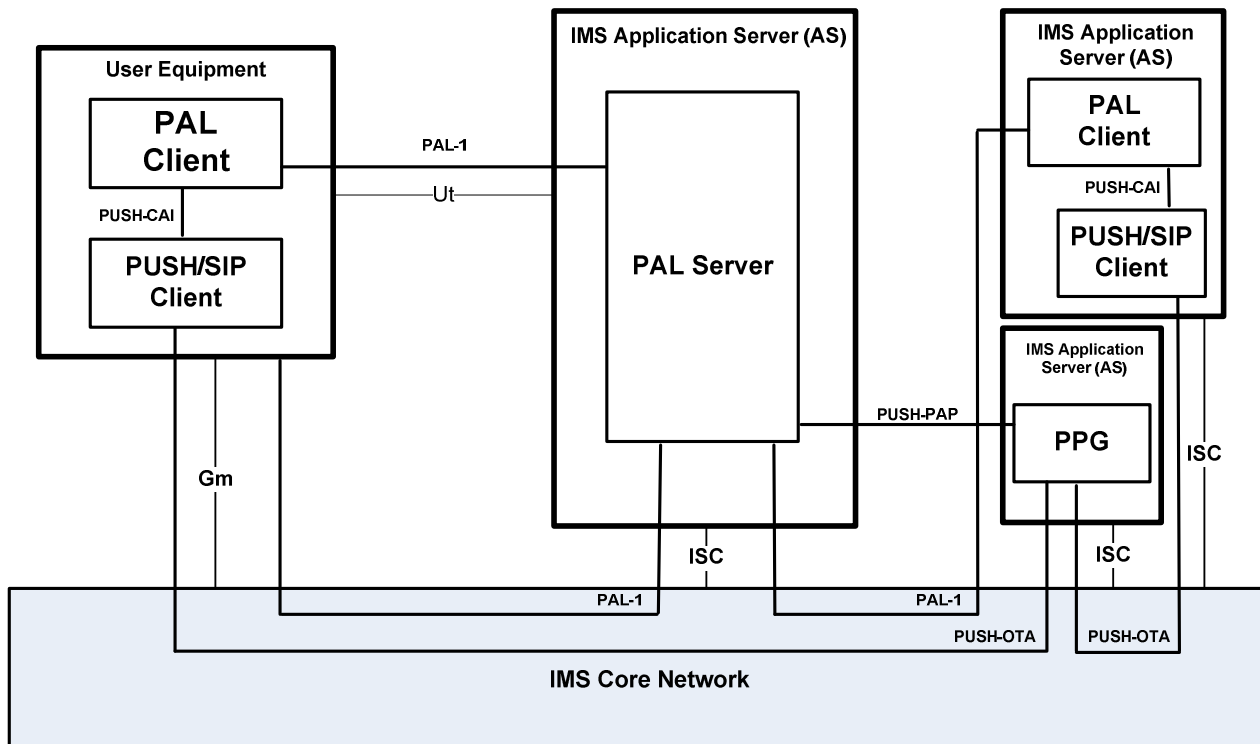 User Equipment
PAL
Client
PUSH-CAI
PUSH/SIP
Client
PAL-1
Ut
IMS Application Server (AS)
PAL Server
IMS Application
Server (AS)
PAL
Client
PUSH-CAI
PUSH/SIP
Client
IMS Application
Server (AS)
PUSH-PAP
PPG
ISC
Gm
ISC
ISC
PAL-1
PAL-1
PUSH-OTA
PUSH-OTA
IMS Core Network